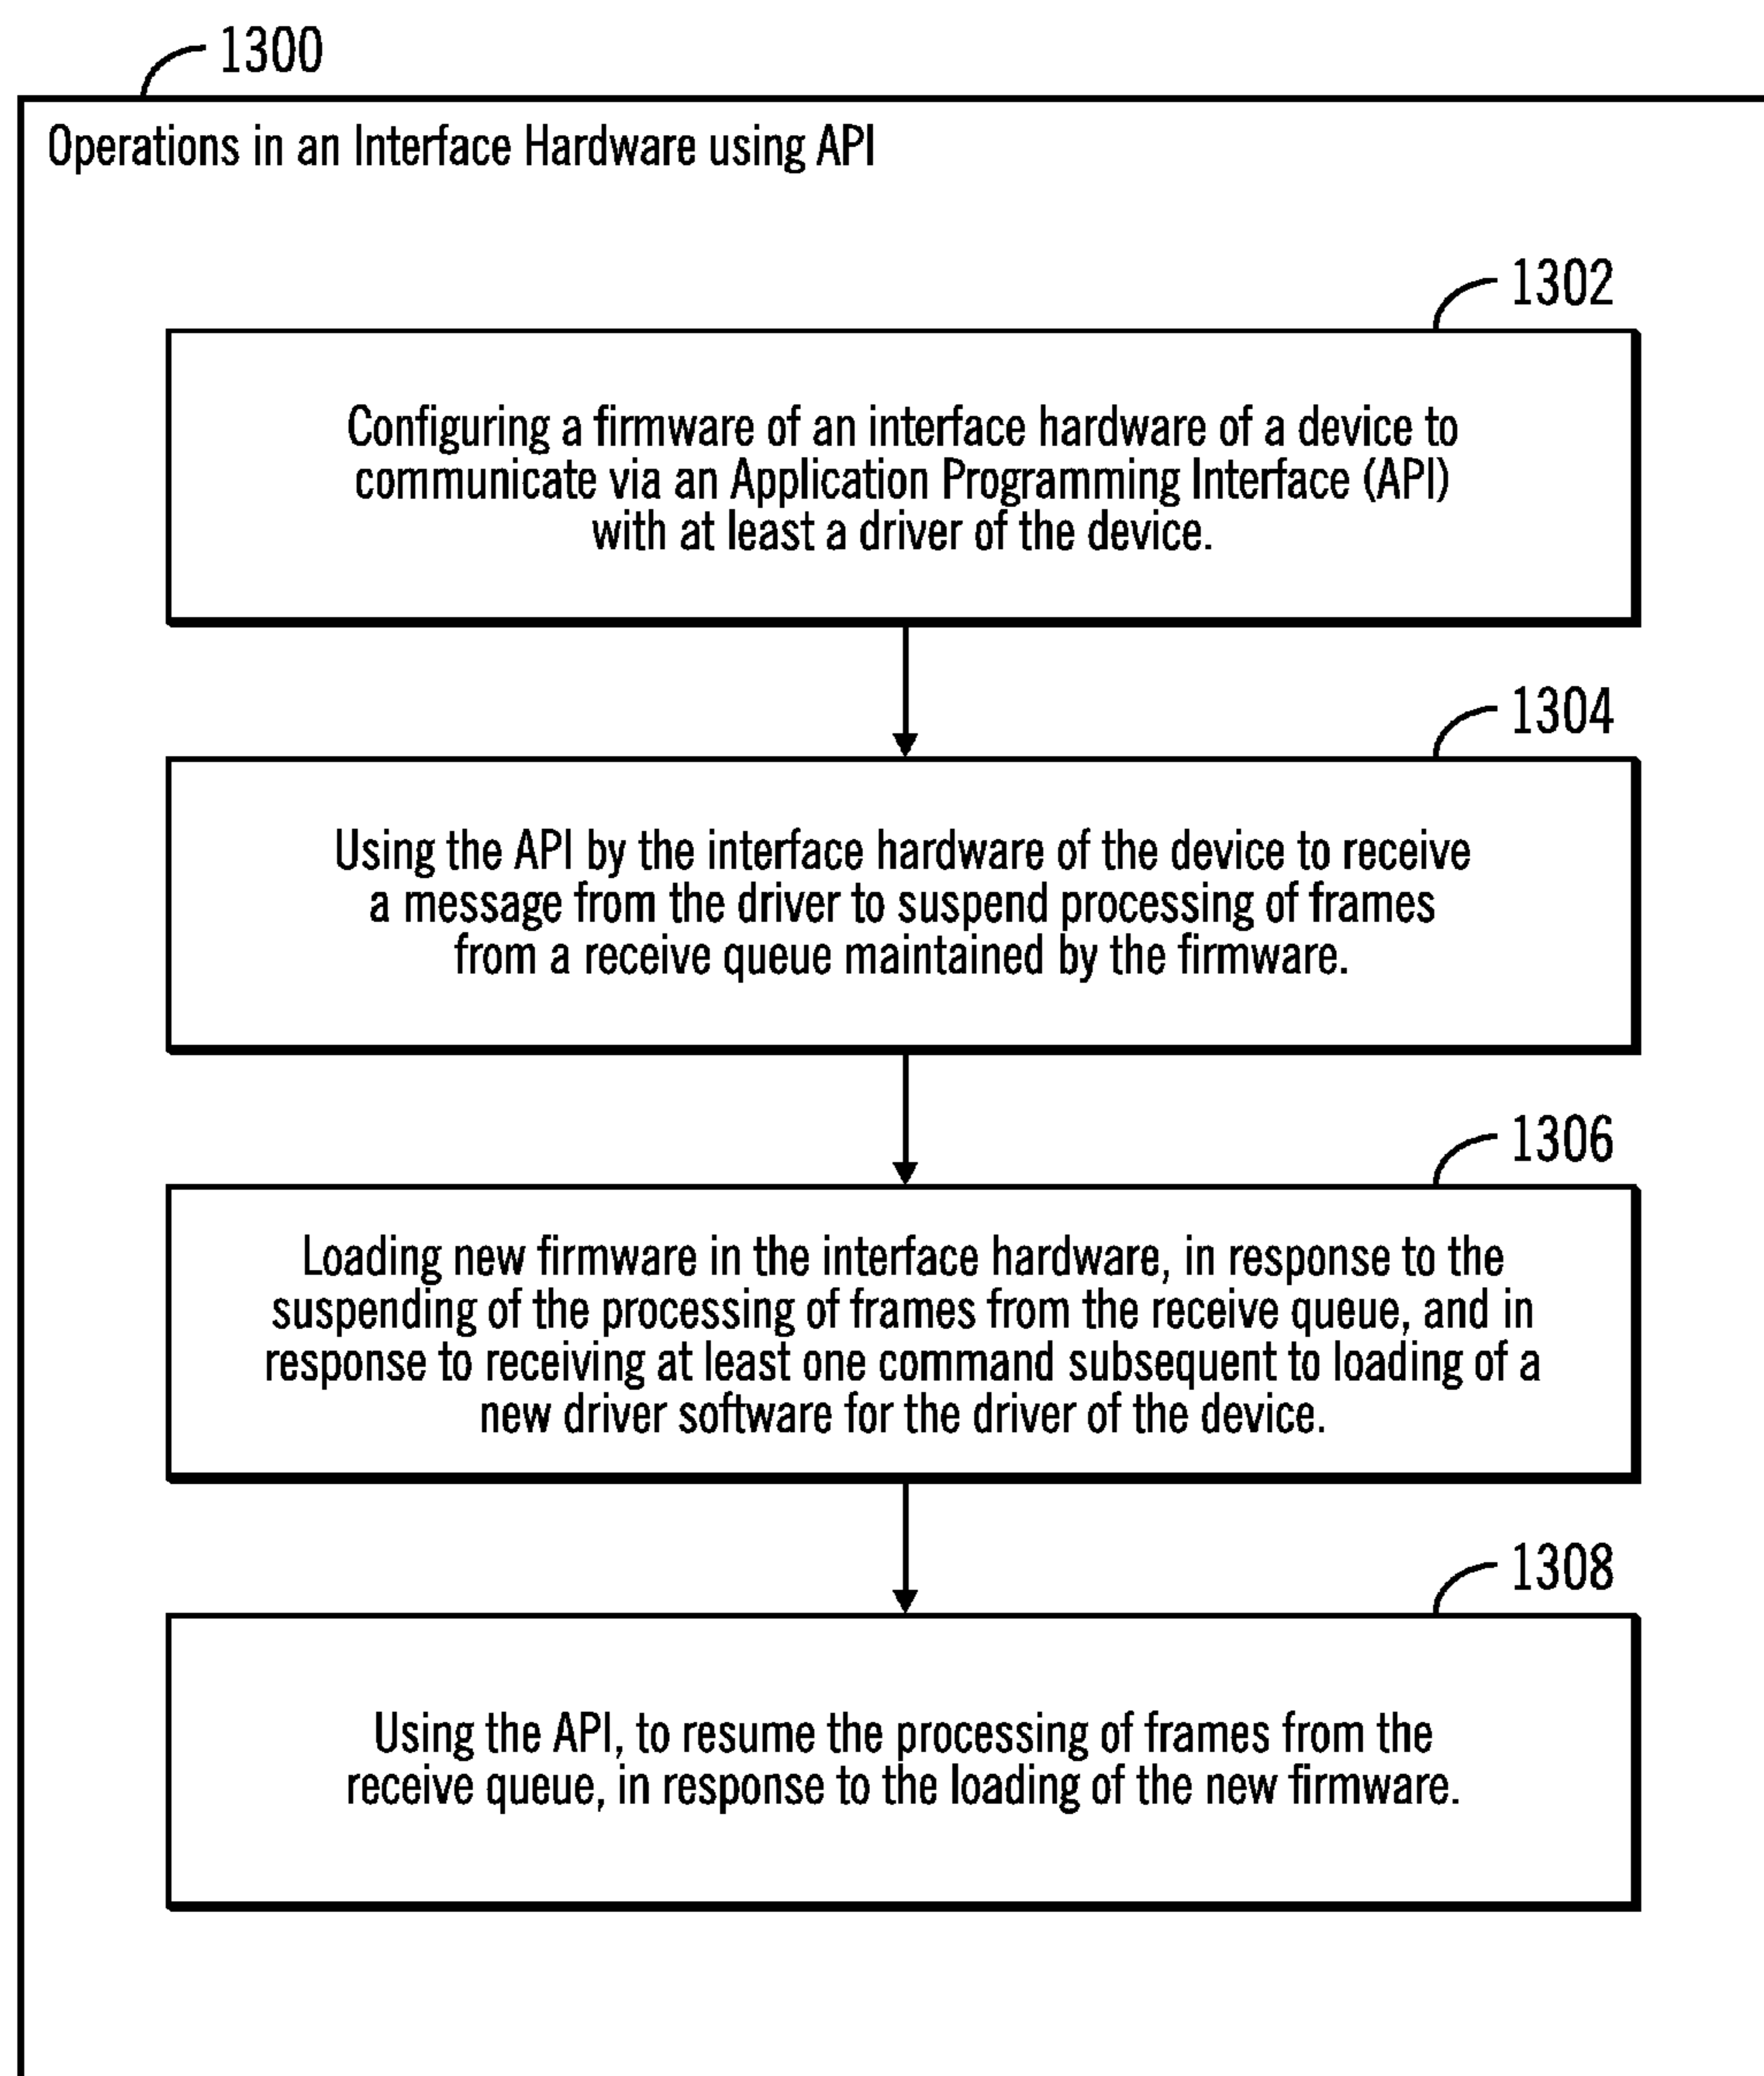 1300
Operations in an Interface Hardware using API
1302
Configuring a firmware of an interface hardware of a device to
communicate via an Application Programming Interface (API)
with at least a driver of the device.
1304
Using the API by the interface hardware of the device to receive
a message from the driver to suspend processing of frames
from a receive queue maintained by the firmware.
1306
Loading new firmware in the interface hardware, in response to the
suspending of the processing of frames from the receive queue, and in
response to receiving at least one command subsequent to loading of a
new driver software for the driver of the device.
1308
Using the API, to resume the processing of frames from the
receive queue, in response to the loading of the new firmware.